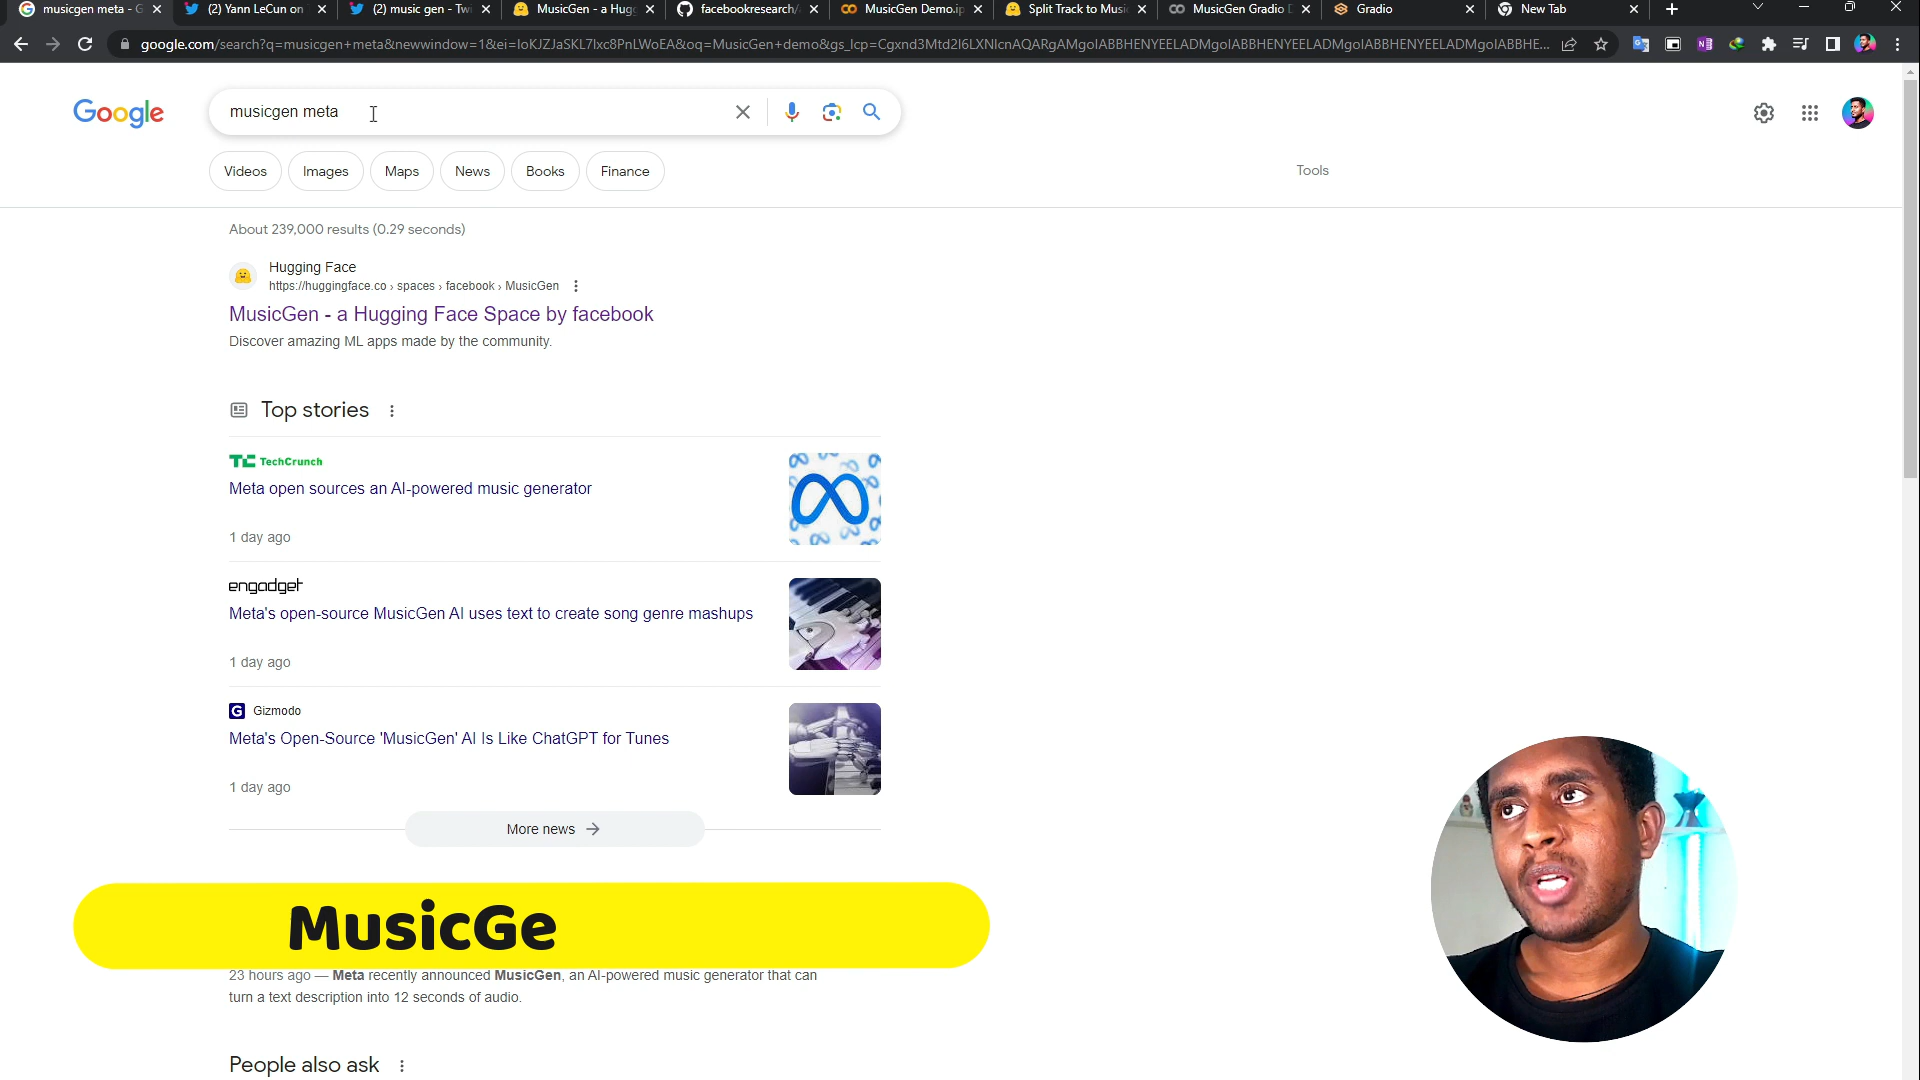 musicgen meta - G
(2) Yann LeCun on
(2) music gen - Twi
MusicGen - a Hugg
facebookresearch/
MusicGen Demo.ip
Split Track to Music
MusicGen Gradio D
Gradio
New Tab
google.com/search?q=musicgen+meta&newwindow=1&ei=IoKJZJaSKL7Ixc8PnLWoEA&oq=MusicGen+demo&gs_lcp=Cgxnd3Mtd2l6LXNlcnAQARgAMgoIABBHENYEELADMgoIABBHENYEELADMgoIABBHENYEELADMgoIABBHE...
Google
musicgen meta
Videos
Images
Maps
News
Books
Finance
Tools
About 239,000 results (0.29 seconds)
Hugging Face
https://huggingface.co › spaces › facebook › MusicGen
MusicGen - a Hugging Face Space by facebook
Discover amazing ML apps made by the community.
Top stories
TC TechCrunch
Meta open sources an AI-powered music generator
1 day ago
engadget
Meta's open-source MusicGen AI uses text to create song genre mashups
1 day ago
G Gizmodo
Meta's Open-Source 'MusicGen' AI Is Like ChatGPT for Tunes
1 day ago
More news
MusicGe
23 hours ago — Meta recently announced MusicGen, an AI-powered music generator that can
turn a text description into 12 seconds of audio.
People also ask